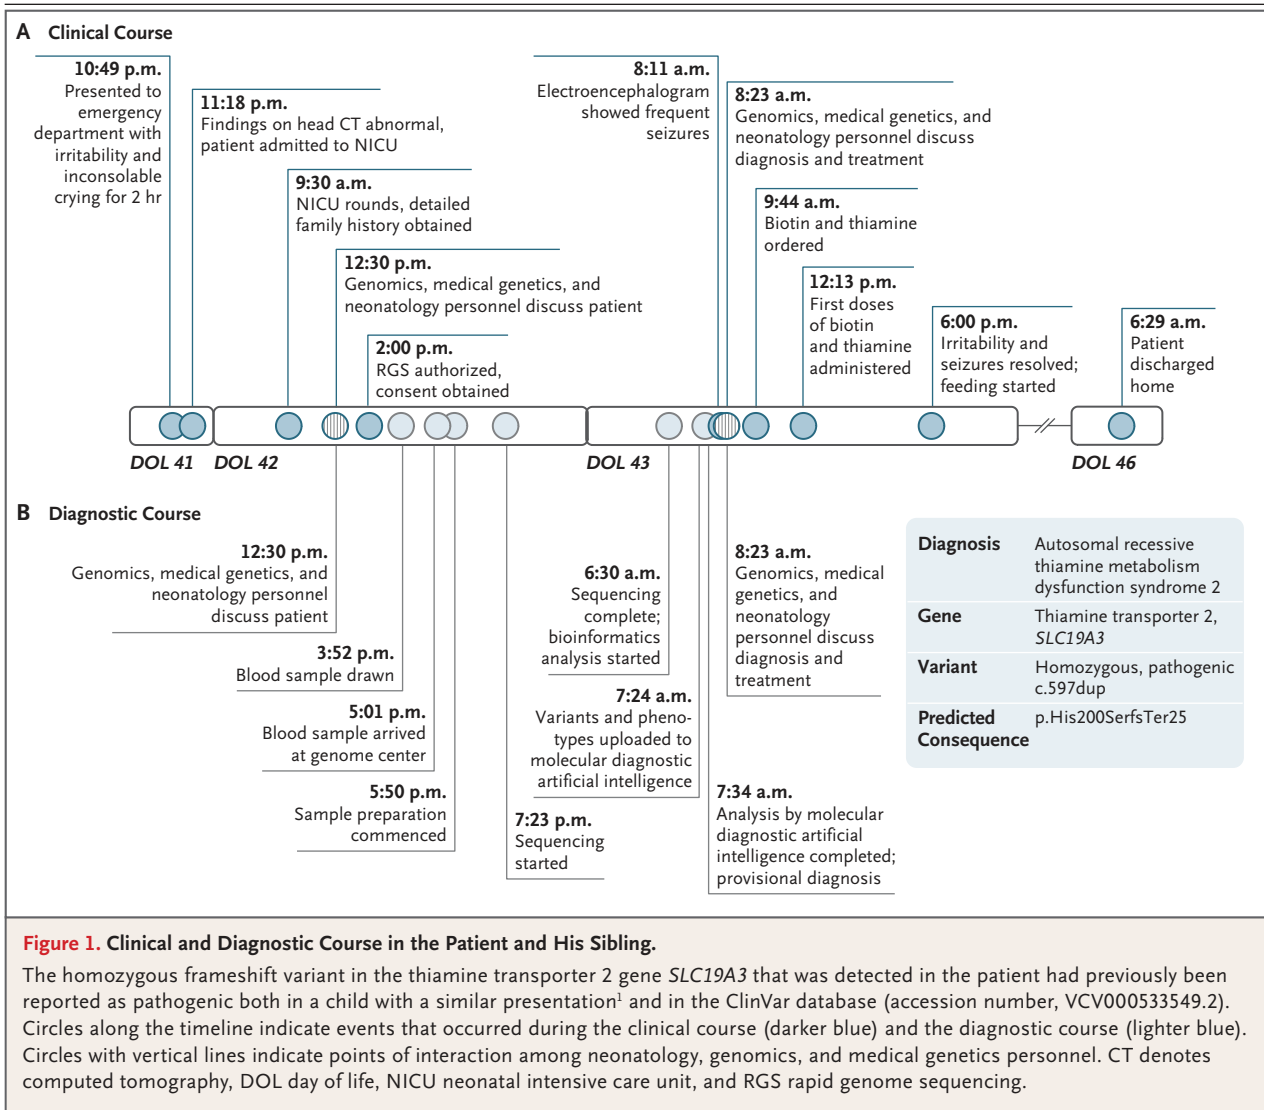 A Clinical Course
10:49 p.m.
Presented to
emergency
department with
irritability and
inconsolable
crying for 2 hr
11:18 p.m.
Findings on head CT abnormal,
patient admitted to NICU
9:30 a.m.
NICU rounds, detailed
family history obtained
12:30 p.m.
Genomics, medical genetics, and
neonatology personnel discuss patient
2:00 p.m.
RGS authorized,
consent obtained
8:11 a.m.
Electroencephalogram
showed frequent
seizures
8:23 a.m.
Genomics, medical genetics, and
neonatology personnel discuss
diagnosis and treatment
9:44 a.m.
Biotin and thiamine
ordered
12:13 p.m.
First doses
of biotin
and thiamine
administered
6:00 p.m.
Irritability and
seizures resolved;
feeding started
6:29 a.m.
Patient
discharged
home
DOL 41 DOL 42 DOL 43 DOL 46
B Diagnostic Course
12:30 p.m.
Genomics, medical genetics, and
neonatology personnel
discuss patient
3:52 p.m.
Blood sample drawn
5:01 p.m.
Blood sample arrived
at genome center
5:50 p.m.
Sample preparation
commenced
7:23 p.m.
Sequencing
started
6:30 a.m.
Sequencing
complete;
bioinformatics
analysis started
7:24 a.m.
Variants and pheno-
types uploaded to
molecular diagnostic
artificial intelligence
7:34 a.m.
Analysis by molecular
diagnostic artificial
intelligence completed;
provisional diagnosis
8:23 a.m.
Genomics, medical
genetics, and
neonatology
personnel discuss
diagnosis and
treatment
Diagnosis Autosomal recessive
thiamine metabolism
dysfunction syndrome 2
Gene Thiamine transporter 2,
SLC19A3
Variant Homozygous, pathogenic
c.597dup
Predicted p.His200SerfsTer25
Consequence
Figure 1. Clinical and Diagnostic Course in the Patient and His Sibling.
The homozygous frameshift variant in the thiamine transporter 2 gene SLC19A3 that was detected in the patient had previously been
reported as pathogenic both in a child with a similar presentation1 and in the ClinVar database (accession number, VCV000533549.2).
Circles along the timeline indicate events that occurred during the clinical course (darker blue) and the diagnostic course (lighter blue).
Circles with vertical lines indicate points of interaction among neonatology, genomics, and medical genetics personnel. CT denotes
computed tomography, DOL day of life, NICU neonatal intensive care unit, and RGS rapid genome sequencing.